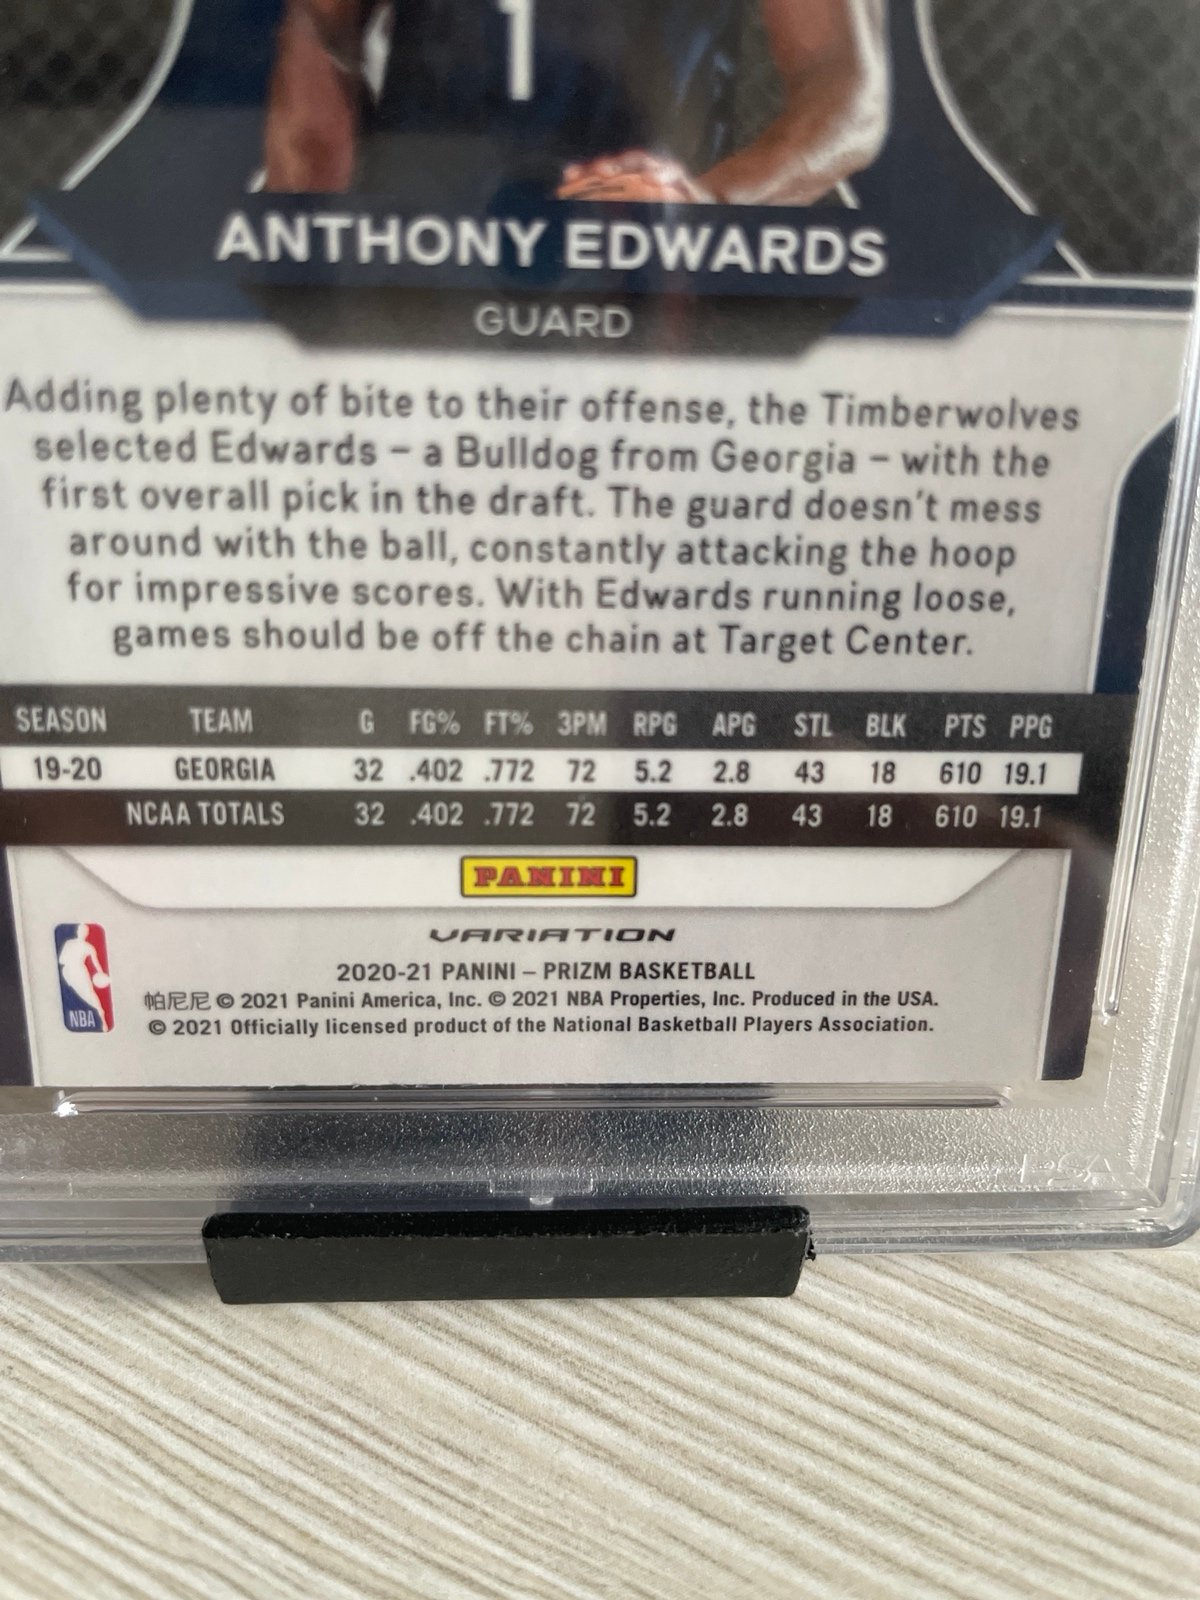 1
ANTHONY EDWARDS
GUARD
Adding plenty of bite to their offense, the Timberwolves
selected Edwards – a Bulldog from Georgia – with the
first overall pick in the draft. The guard doesn't mess
around with the ball, constantly attacking the hoop
for impressive scores. With Edwards running loose,
games should be off the chain at Target Center.
SEASON TEAM G FG% FT% 3PM RPG APG STL BLK PTS PPG
19-20 GEORGIA 32 .402 .772 72 5.2 2.8 43 18 610 19.1
NCAA TOTALS 32 .402 .772 72 5.2 2.8 43 18 610 19.1
PANINI
VARIATION
2020-21 PANINI – PRIZM BASKETBALL
帕尼尼 © 2021 Panini America, Inc. © 2021 NBA Properties, Inc. Produced in the USA.
© 2021 Officially licensed product of the National Basketball Players Association.
NBA
PSA